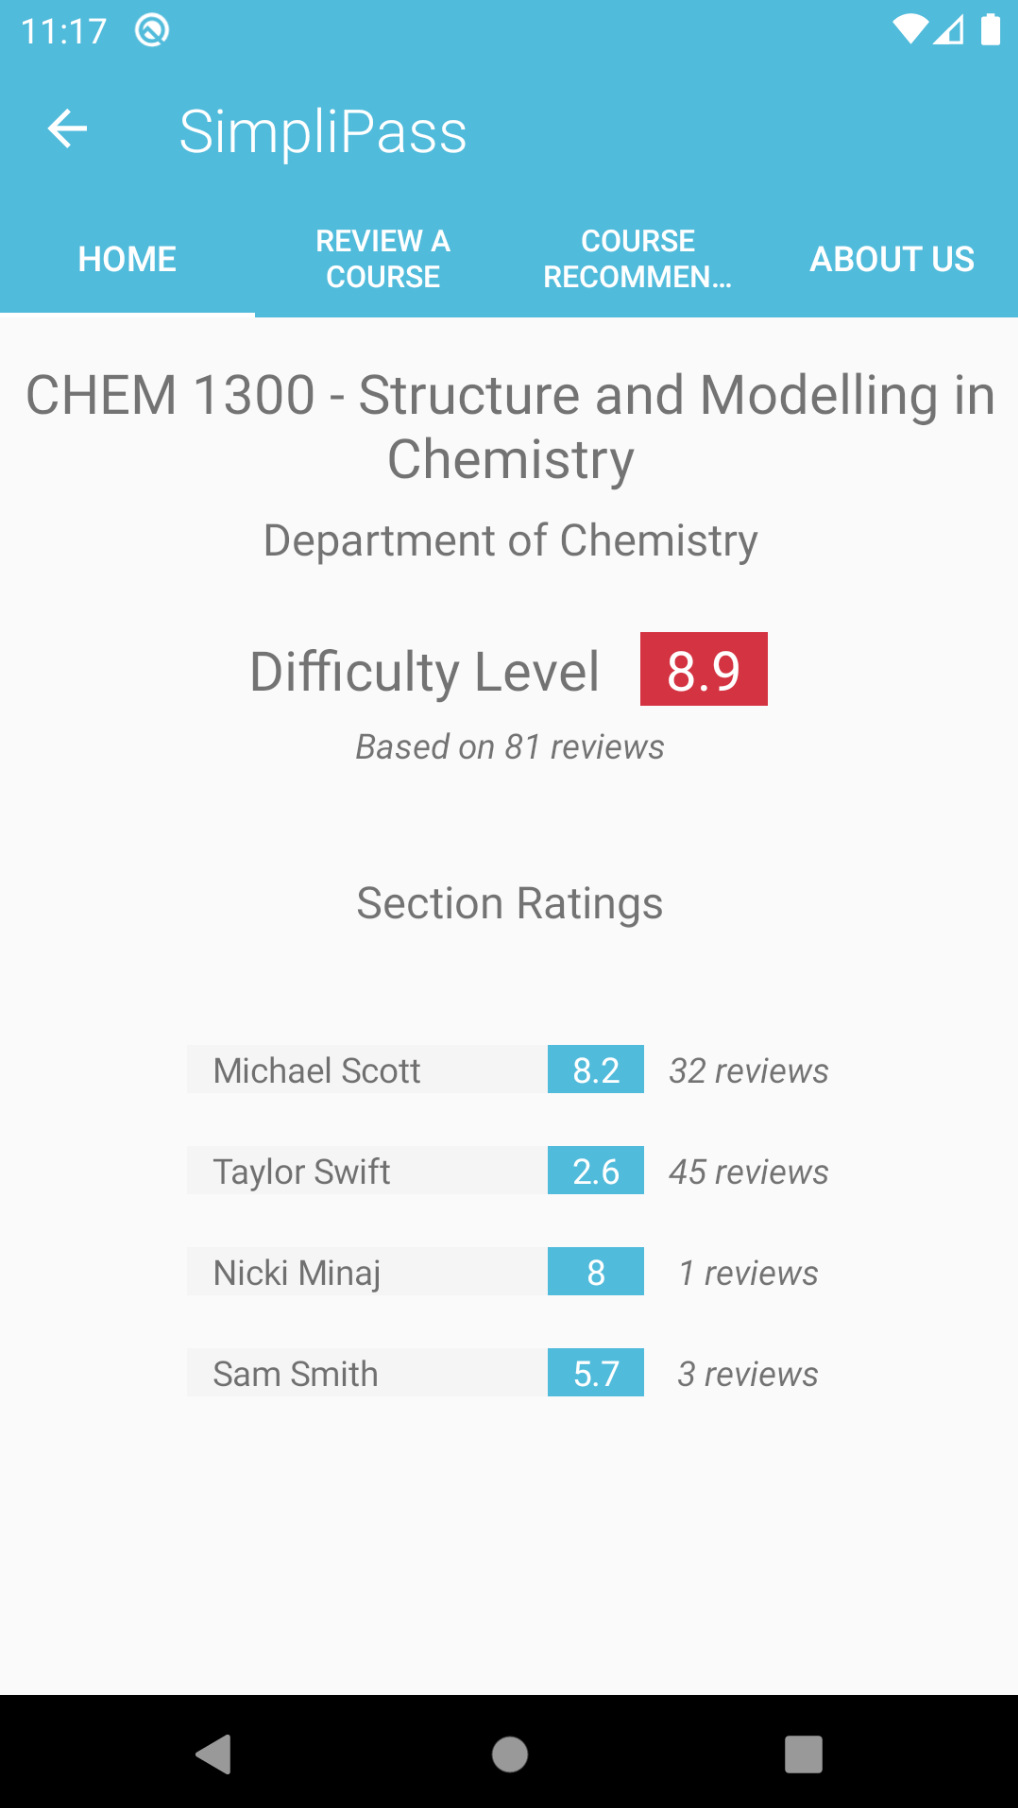 11:17
SimpliPass
HOME
REVIEW A
COURSE
COURSE
RECOMMEN...
ABOUT US
CHEM 1300 - Structure and Modelling in
Chemistry
Department of Chemistry
Difficulty Level 8.9
Based on 81 reviews
Section Ratings
Michael Scott 8.2 32 reviews
Taylor Swift 2.6 45 reviews
Nicki Minaj 8 1 reviews
Sam Smith 5.7 3 reviews